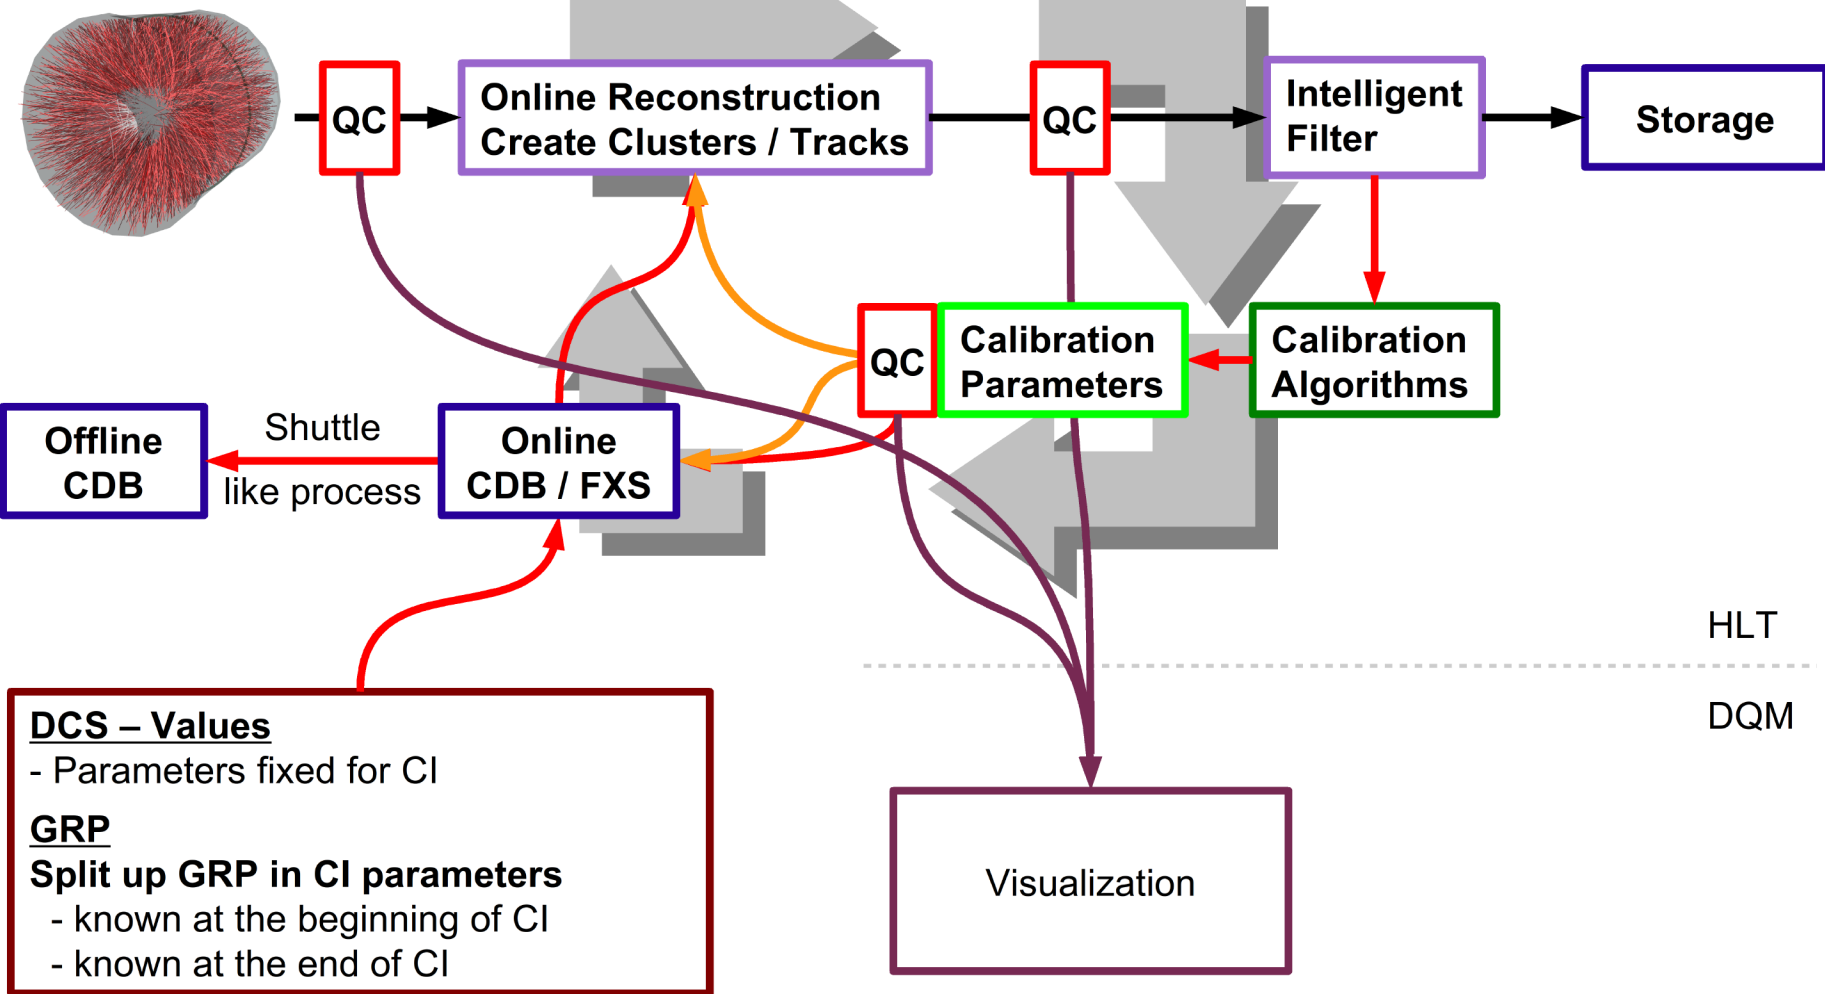 QC
Online Reconstruction
Create Clusters / Tracks
QC
Intelligent
Filter
Storage
QC
Calibration
Parameters
Calibration
Algorithms
Offline
CDB
Shuttle
like process
Online
CDB / FXS
HLT
DQM
DCS – Values
- Parameters fixed for CI
GRP
Split up GRP in CI parameters
- known at the beginning of CI
- known at the end of CI
Visualization